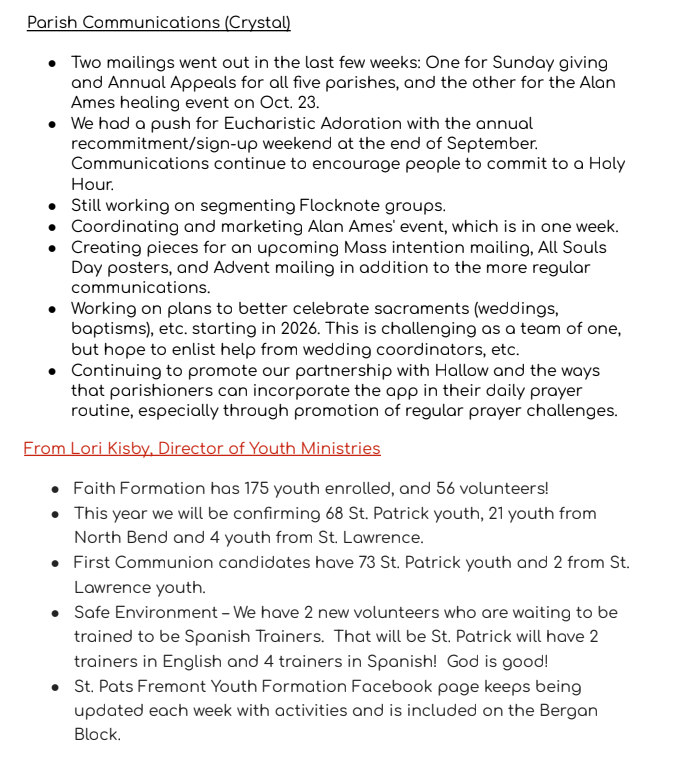 Parish Communications (Crystal)
● Two mailings went out in the last few weeks: One for Sunday giving
and Annual Appeals for all five parishes, and the other for the Alan
Ames healing event on Oct. 23.
● We had a push for Eucharistic Adoration with the annual
recommitment/sign-up weekend at the end of September.
Communications continue to encourage people to commit to a Holy
Hour.
● Still working on segmenting Flocknote groups.
● Coordinating and marketing Alan Ames' event, which is in one week.
● Creating pieces for an upcoming Mass intention mailing, All Souls
Day posters, and Advent mailing in addition to the more regular
communications.
● Working on plans to better celebrate sacraments (weddings,
baptisms), etc. starting in 2026. This is challenging as a team of one,
but hope to enlist help from wedding coordinators, etc.
● Continuing to promote our partnership with Hallow and the ways
that parishioners can incorporate the app in their daily prayer
routine, especially through promotion of regular prayer challenges.
From Lori Kisby, Director of Youth Ministries
● Faith Formation has 175 youth enrolled, and 56 volunteers!
● This year we will be confirming 68 St. Patrick youth, 21 youth from
North Bend and 4 youth from St. Lawrence.
● First Communion candidates have 73 St. Patrick youth and 2 from St.
Lawrence youth.
● Safe Environment – We have 2 new volunteers who are waiting to be
trained to be Spanish Trainers. That will be St. Patrick will have 2
trainers in English and 4 trainers in Spanish! God is good!
● St. Pats Fremont Youth Formation Facebook page keeps being
updated each week with activities and is included on the Bergan
Block.